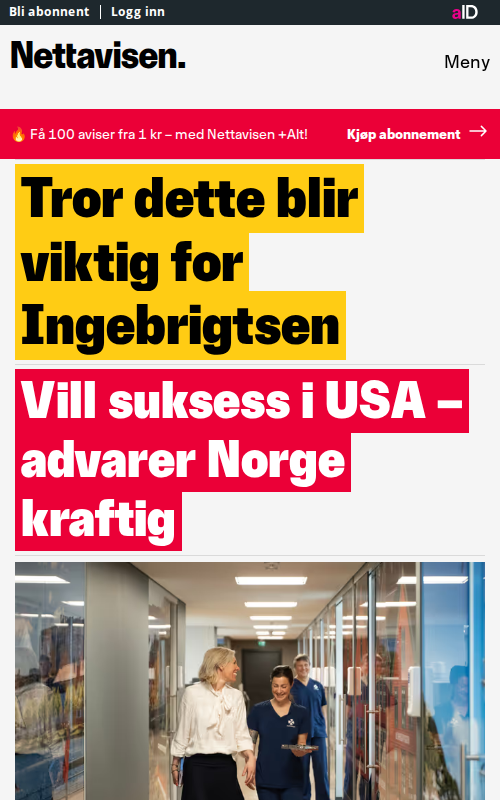 Bli abonnent | Logg inn
aID
Nettavisen.
Meny
🔥 Få 100 aviser fra 1 kr – med Nettavisen +Alt!
Kjøp abonnement →
Tror dette blir
viktig for
Ingebrigtsen
Vill suksess i USA –
advarer Norge
kraftig